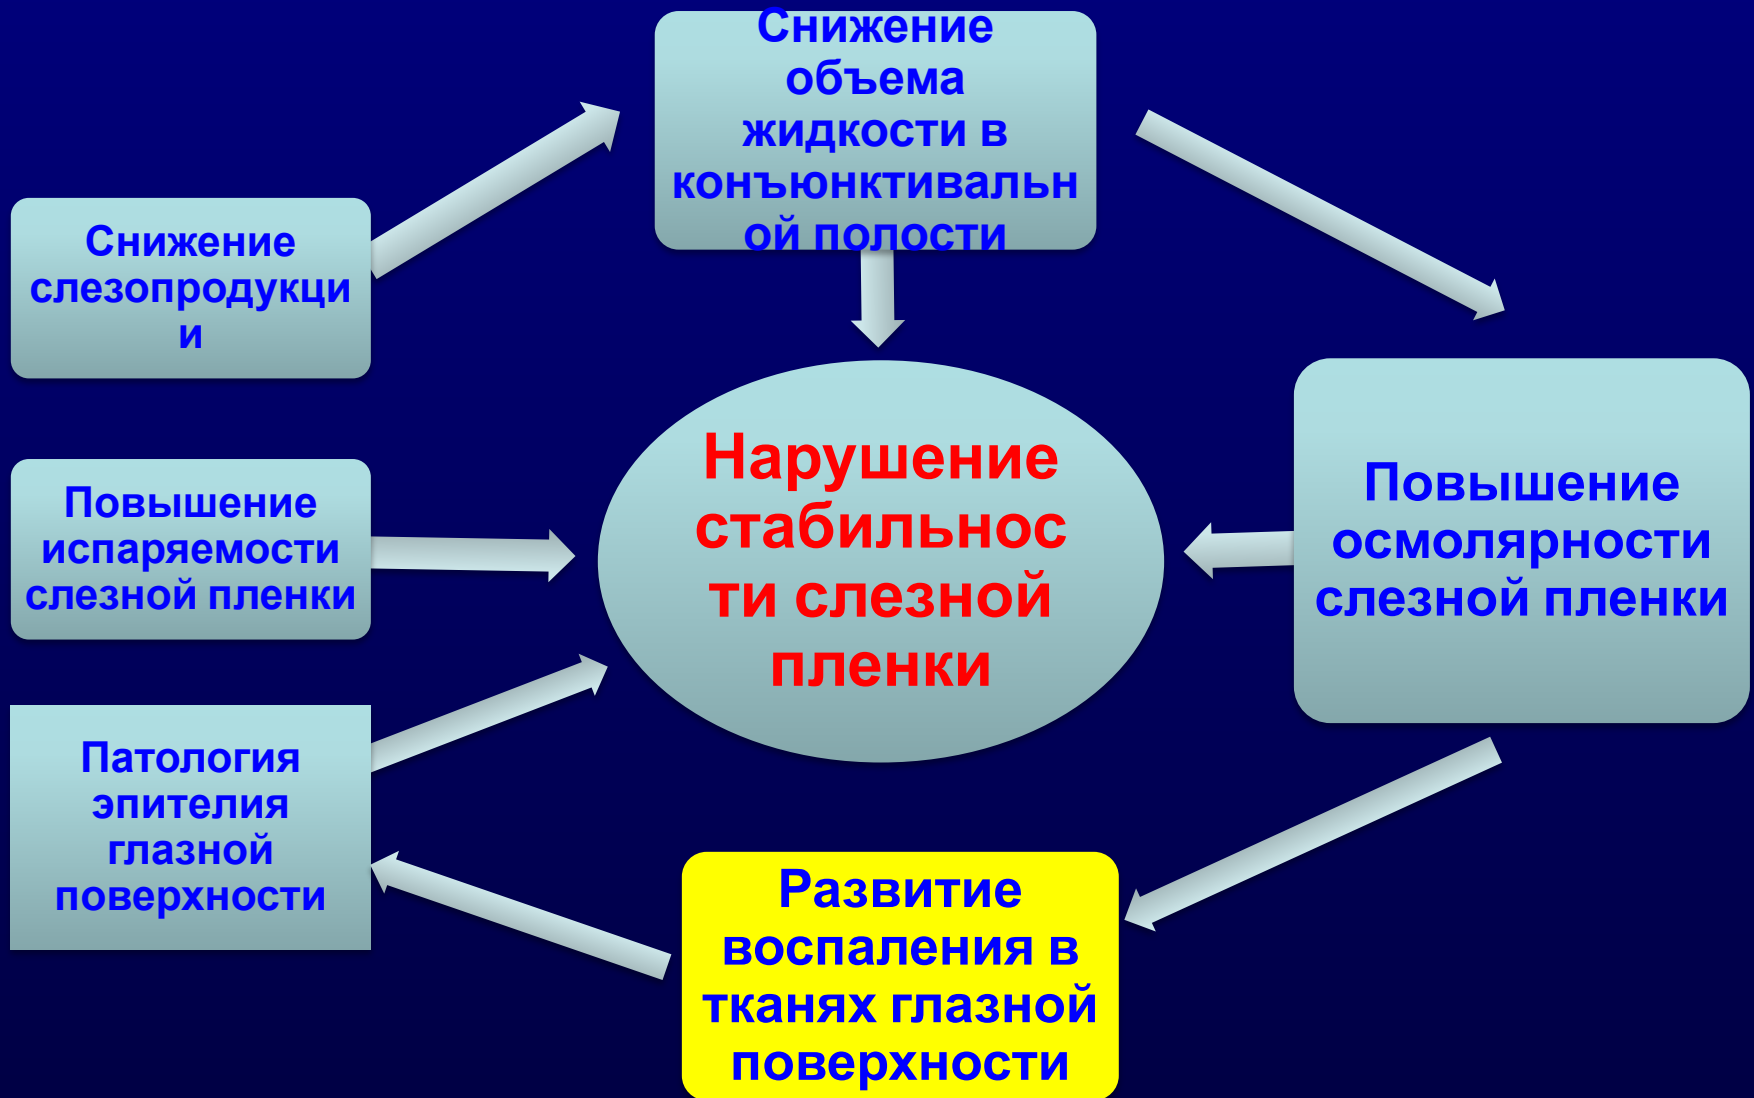 Снижение
объема
жидкости в
конъюнктивальн
ой полости
Снижение
слезопродукци
и
Нарушение
стабильнос
ти слезной
пленки
Повышение
испаряемости
слезной пленки
Повышение
осмолярности
слезной пленки
Патология
эпителия
глазной
поверхности
Развитие
воспаления в
тканях глазной
поверхности